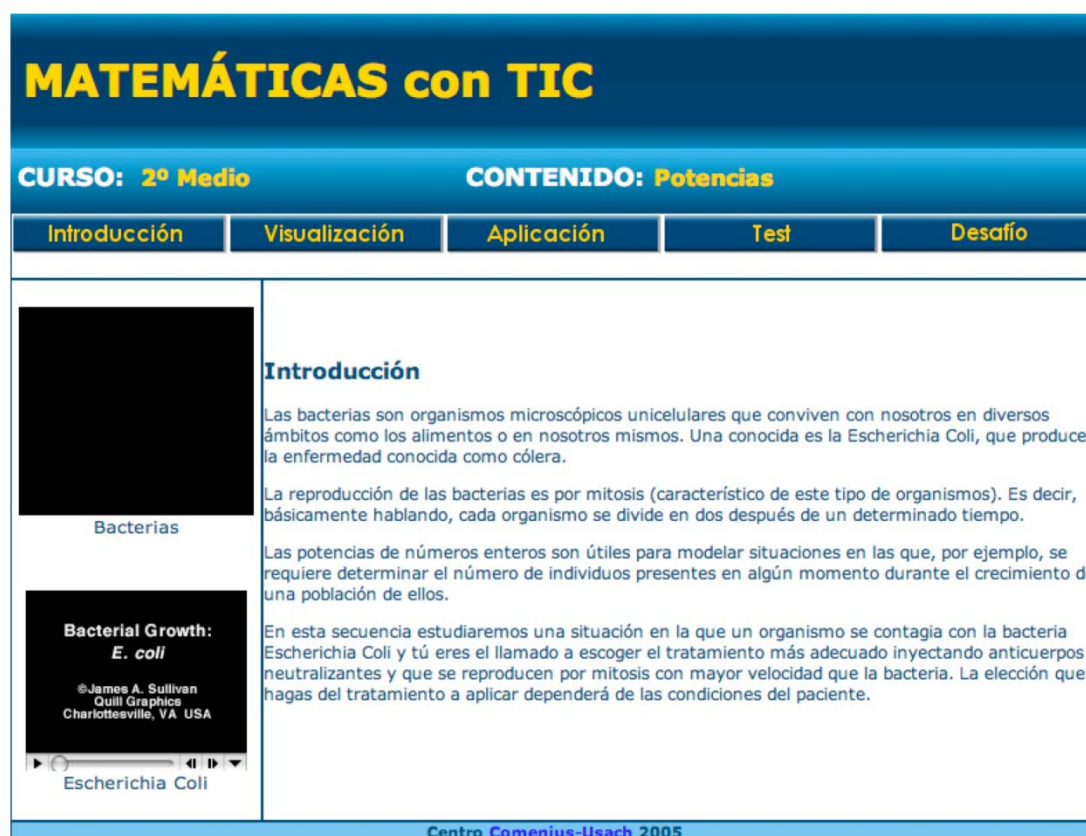 MATEMÁTICAS con TIC
CURSO: 2º Medio CONTENIDO: Potencias
Introducción Visualización Aplicación Test Desafío
Bacterias
Bacterial Growth:
E. coli
©James A. Sullivan
Quill Graphics
Charlottesville, VA USA
Escherichia Coli
Introducción
Las bacterias son organismos microscópicos unicelulares que conviven con nosotros en diversos
ámbitos como los alimentos o en nosotros mismos. Una conocida es la Escherichia Coli, que produce
la enfermedad conocida como cólera.
La reproducción de las bacterias es por mitosis (característico de este tipo de organismos). Es decir,
básicamente hablando, cada organismo se divide en dos después de un determinado tiempo.
Las potencias de números enteros son útiles para modelar situaciones en las que, por ejemplo, se
requiere determinar el número de individuos presentes en algún momento durante el crecimiento d
una población de ellos.
En esta secuencia estudiaremos una situación en la que un organismo se contagia con la bacteria
Escherichia Coli y tú eres el llamado a escoger el tratamiento más adecuado inyectando anticuerpos
neutralizantes y que se reproducen por mitosis con mayor velocidad que la bacteria. La elección que
hagas del tratamiento a aplicar dependerá de las condiciones del paciente.
Centro Comenius-Usach 2005